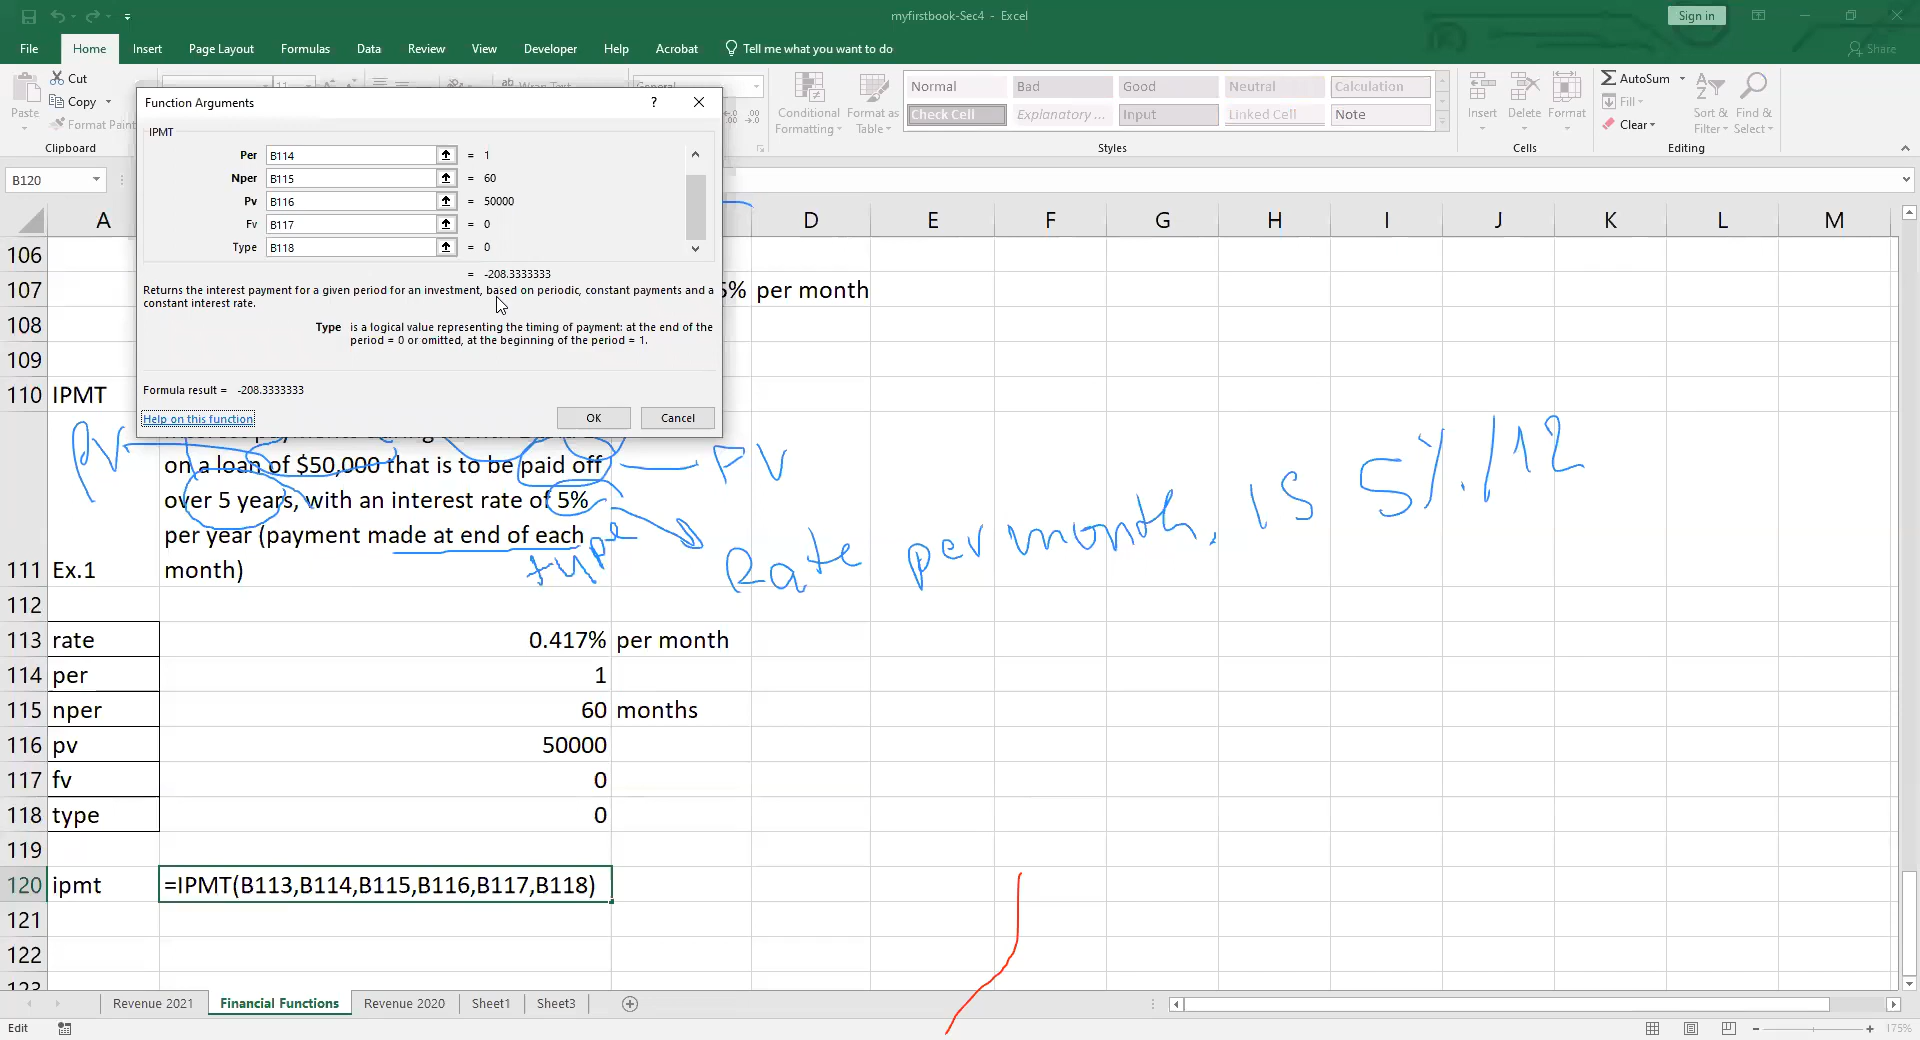 myfirstbook-Sec4 - Excel
Sign in
File Home Insert Page Layout Formulas Data Review View Developer Help Acrobat Tell me what you want to do
Share
Paste
Cut
Copy
Format Paint
Clipboard
Conditional Formatting
Format as Table
Normal Bad Good Neutral Calculation
Check Cell Explanatory ... Input Linked Cell Note
Styles
Insert Delete Format
Cells
AutoSum
Fill
Clear
Sort & Filter
Find & Select
Editing
Function Arguments
? 
IPMT
Per B114 = 1
Nper B115 = 60
Pv B116 = 50000
Fv B117 = 0
Type B118 = 0
= -208.3333333
Returns the interest payment for a given period for an investment, based on periodic, constant payments and a
constant interest rate.
Type is a logical value representing the timing of payment: at the end of the
period = 0 or omitted, at the beginning of the period = 1.
Formula result = -208.3333333
Help on this function
OK Cancel
B120
A D E F G H I J K L M
106
107 5% per month
108
109
110 IPMT
PV
on a loan of $50,000 that is to be paid off
FV
over 5 years, with an interest rate of 5%
per year (payment made at end of each
111 Ex.1 month)
type
Rate per month, is 5%/12
112
113 rate 0.417% per month
114 per 1
115 nper 60 months
116 pv 50000
117 fv 0
118 type 0
119
120 ipmt =IPMT(B113,B114,B115,B116,B117,B118)
121
122
Revenue 2021 Financial Functions Revenue 2020 Sheet1 Sheet3
Edit
175%